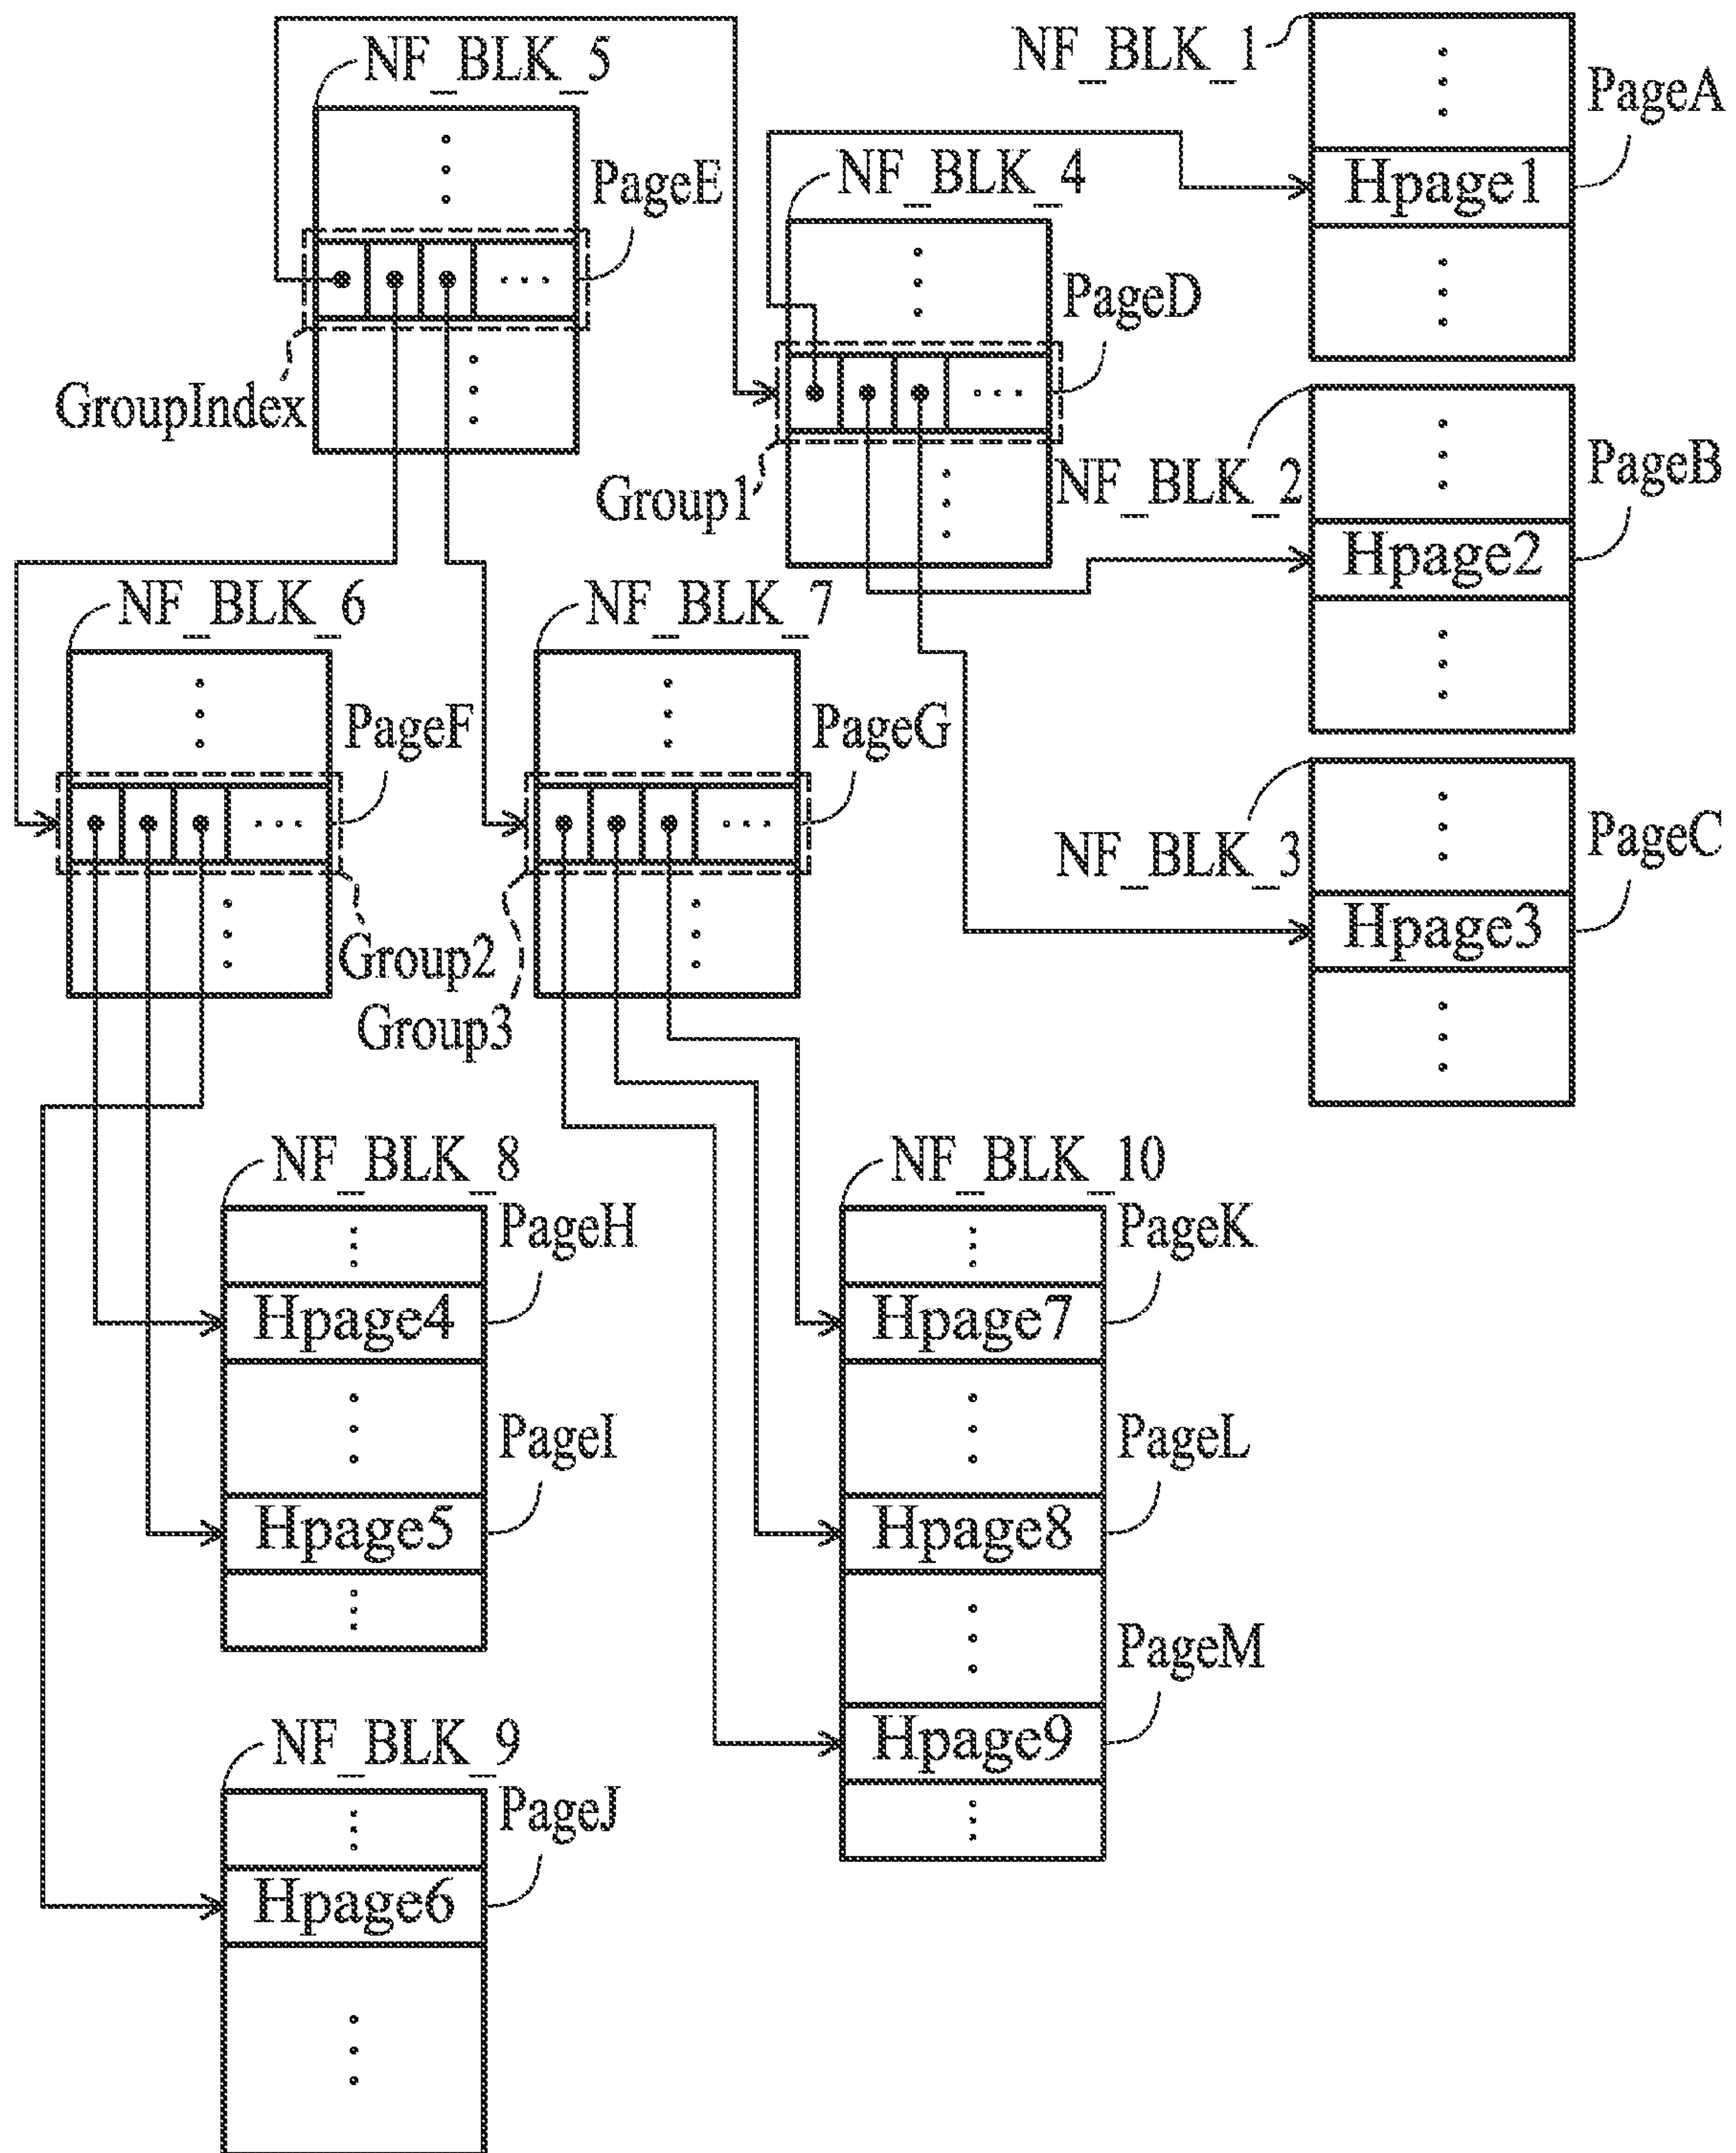 NF_BLK_5
PageE
GroupIndex
NF_BLK_4
PageD
Group1
NF_BLK_1
PageA
Hpage1
NF_BLK_2
PageB
Hpage2
NF_BLK_3
PageC
Hpage3
NF_BLK_6
PageF
Group2
NF_BLK_7
PageG
Group3
NF_BLK_8
PageH
Hpage4
PageI
Hpage5
NF_BLK_10
PageK
Hpage7
PageL
Hpage8
PageM
Hpage9
NF_BLK_9
PageJ
Hpage6